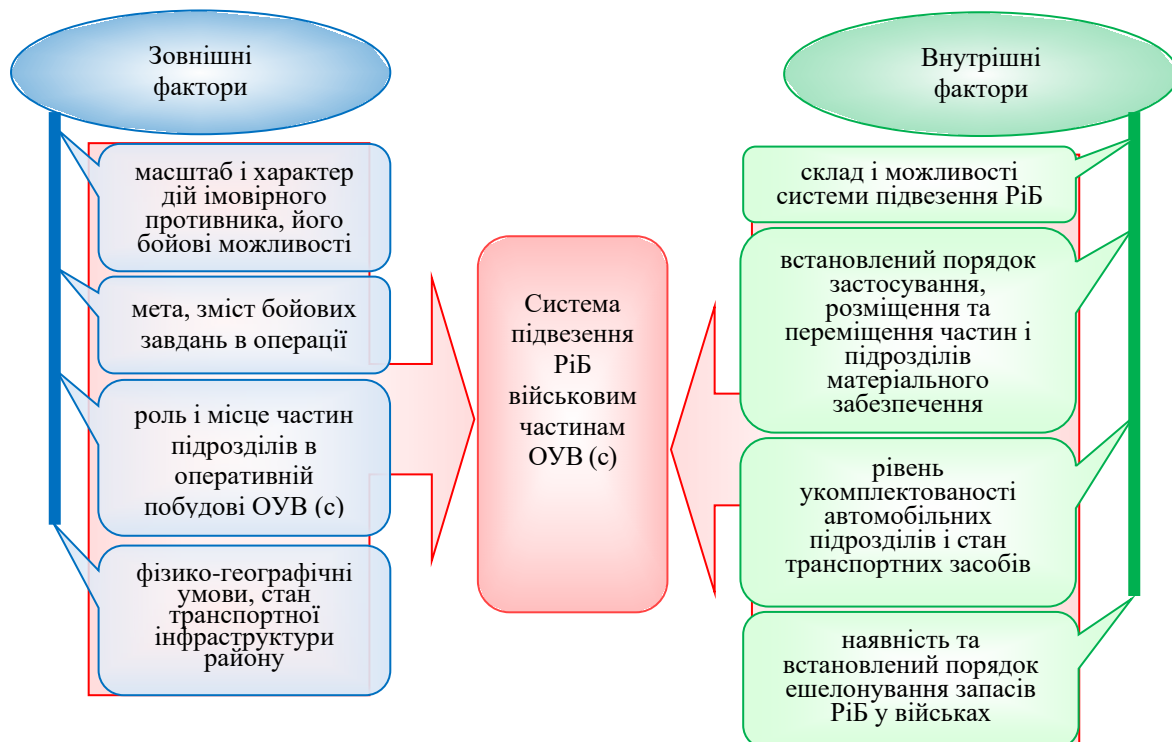 Зовнішні
фактори
масштаб і характер
дій імовірного
противника, його
бойові можливості
мета, зміст бойових
завдань в операції
роль і місце частин
підрозділів в
оперативній
побудові ОУВ (с)
фізико-географічні
умови, стан
транспортної
інфраструктури
району
Система
підвезення
РіБ
військовим
частинам
ОУВ (с)
Внутрішні
фактори
склад і можливості
системи підвезення РіБ
встановлений порядок
застосування,
розміщення та
переміщення частин і
підрозділів
матеріального
забезпечення
рівень
укомплектованості
автомобільних
підрозділів і стан
транспортних засобів
наявність та
встановлений порядок
ешелонування запасів
РіБ у військах